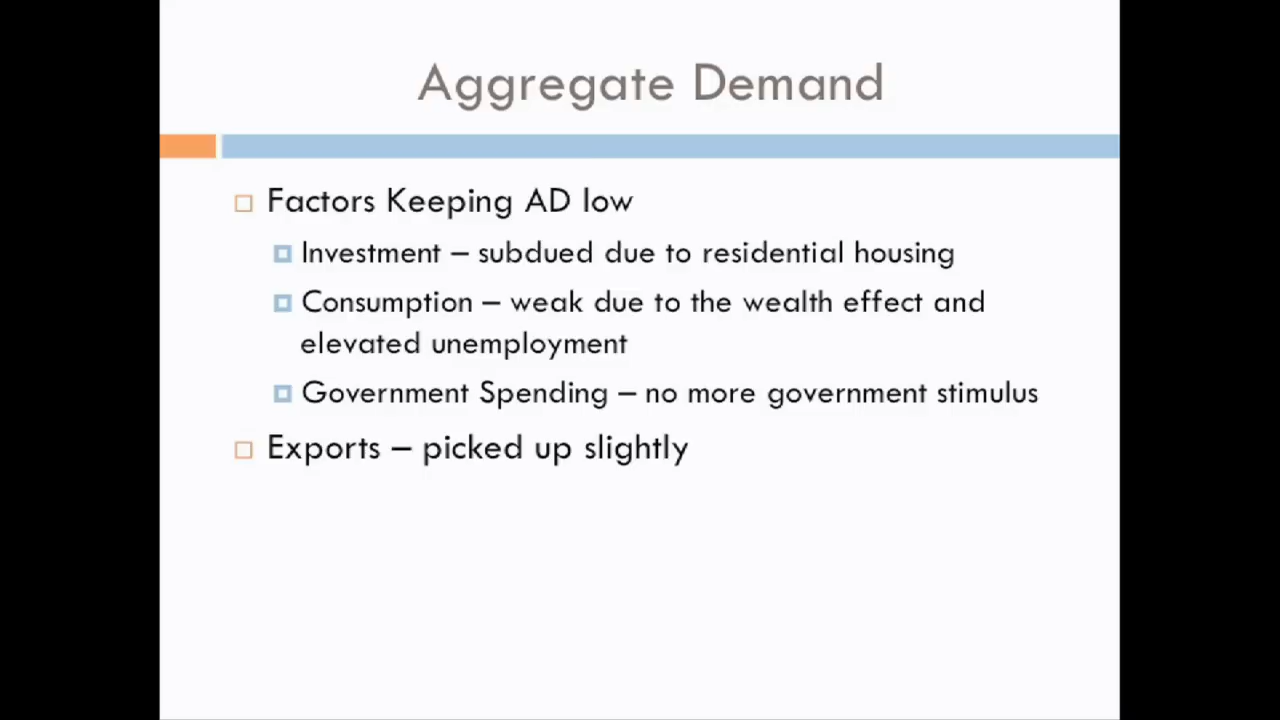 Aggregate Demand
Factors Keeping AD low
Investment – subdued due to residential housing
Consumption – weak due to the wealth effect and
elevated unemployment
Government Spending – no more government stimulus
Exports – picked up slightly